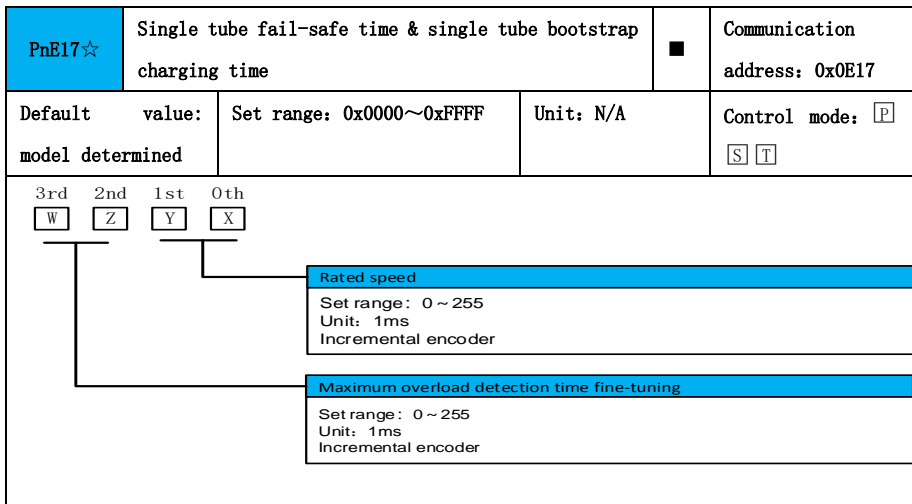 PnE17☆
Single tube fail-safe time & single tube bootstrap
charging time
■
Communication
address: 0x0E17
Default value:
model determined
Set range: 0x0000~0xFFFF
Unit: N/A
Control mode: P
S T
3rd 2nd 1st 0th
W Z Y X
Rated speed
Set range: 0~255
Unit: 1ms
Incremental encoder
Maximum overload detection time fine-tuning
Set range: 0~255
Unit: 1ms
Incremental encoder